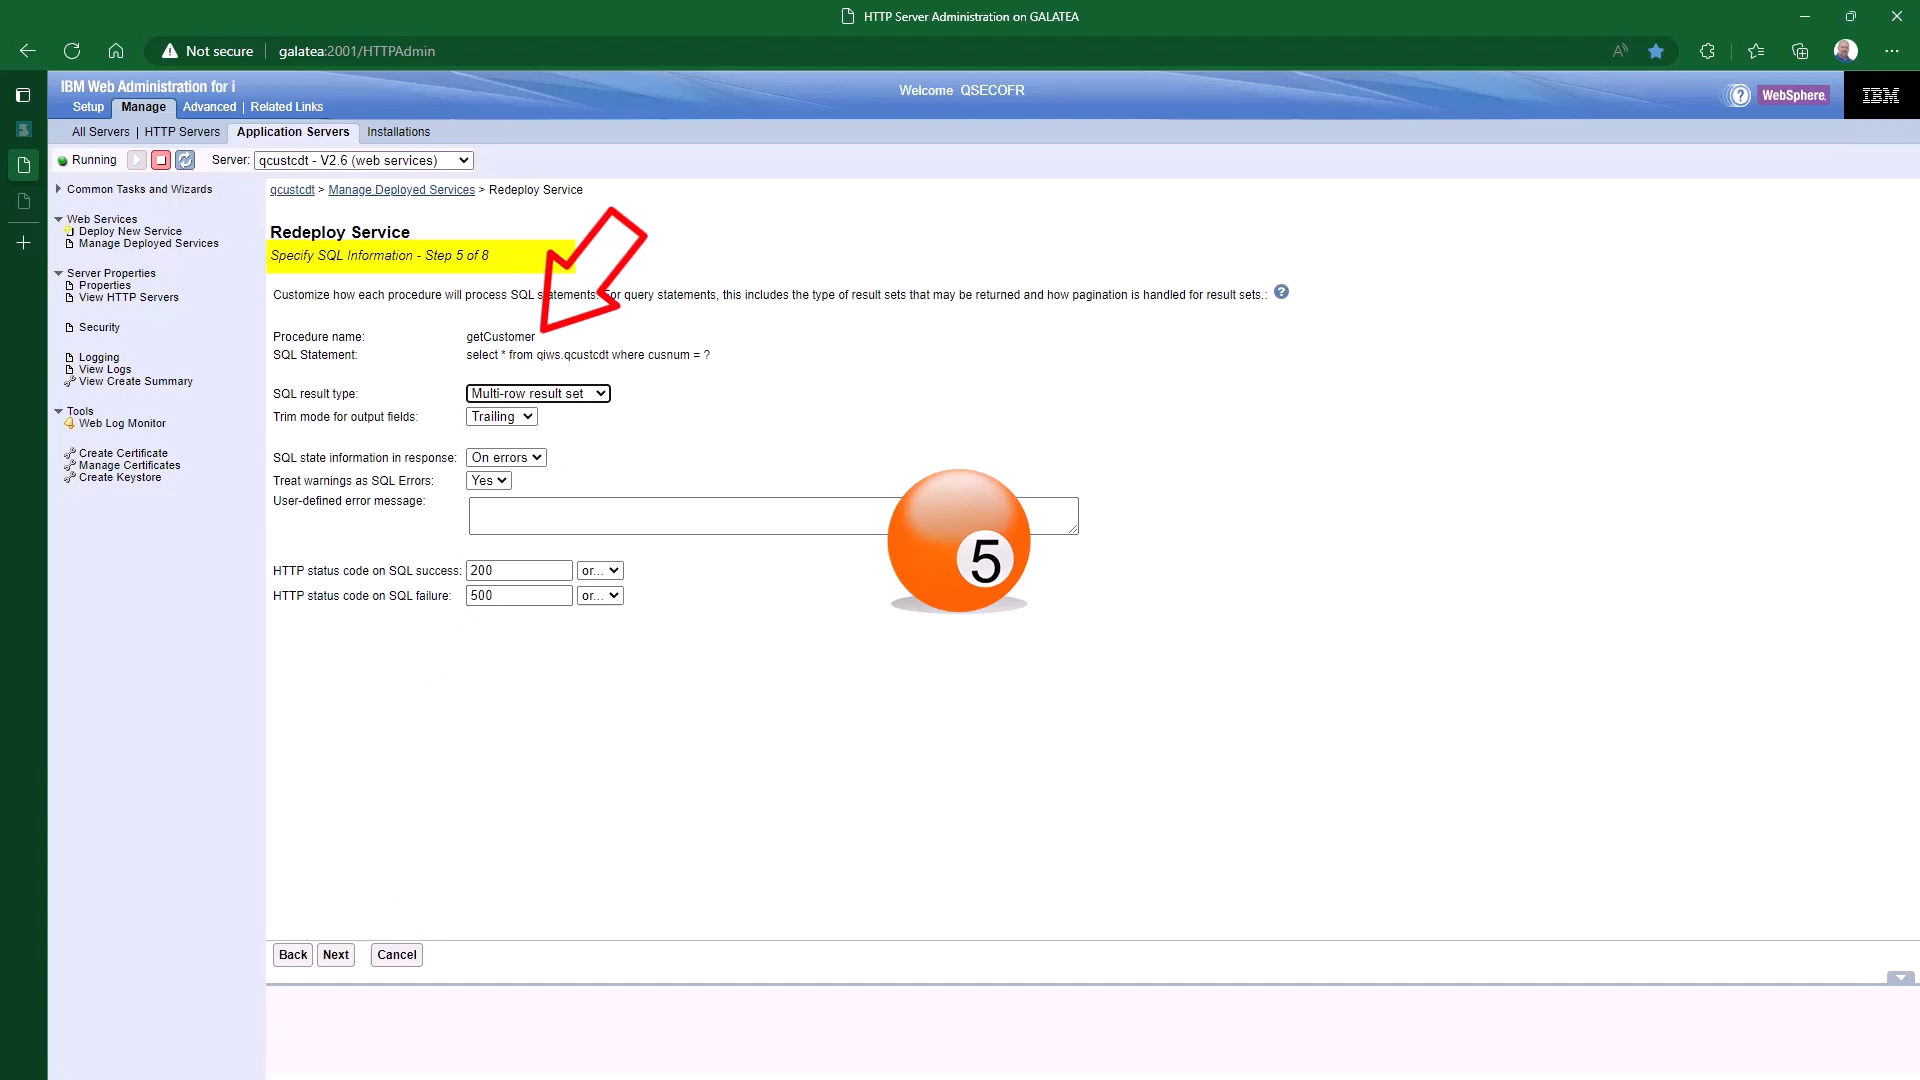 HTTP Server Administration on GALATEA
Not secure galatea:2001/HTTPAdmin
IBM Web Administration for i
Welcome QSECOFR
WebSphere.
IBM
Setup Manage Advanced | Related Links
All Servers | HTTP Servers Application Servers Installations
Running Server: qcustcdt - V2.6 (web services)
Common Tasks and Wizards
Web Services
Deploy New Service
Manage Deployed Services
Server Properties
Properties
View HTTP Servers
Security
Logging
View Logs
View Create Summary
Tools
Web Log Monitor
Create Certificate
Manage Certificates
Create Keystore
qcustcdt > Manage Deployed Services > Redeploy Service
Redeploy Service
Specify SQL Information - Step 5 of 8
Customize how each procedure will process SQL statements. For query statements, this includes the type of result sets that may be returned and how pagination is handled for result sets.: ?
Procedure name: getCustomer
SQL Statement: select * from qiws.qcustcdt where cusnum = ?
SQL result type: Multi-row result set
Trim mode for output fields: Trailing
SQL state information in response: On errors
Treat warnings as SQL Errors: Yes
User-defined error message:
5
HTTP status code on SQL success: 200 or...
HTTP status code on SQL failure: 500 or...
Back Next Cancel